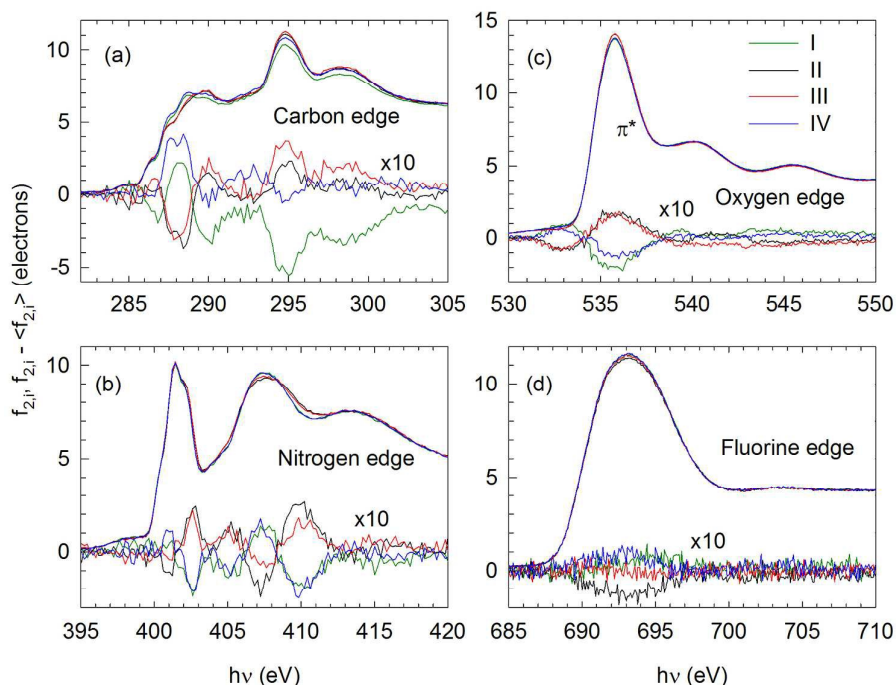 f2,i, f2,i - <f2,i> (electrons)
(a)
Carbon edge
x10
10
5
0
-5
285 290 295 300 305
(c)
I
II
III
IV
π*
x10
Oxygen edge
15
10
5
0
530 535 540 545 550
(b)
Nitrogen edge
x10
10
5
0
395 400 405 410 415 420
hν (eV)
(d)
Fluorine edge
x10
10
5
0
685 690 695 700 705 710
hν (eV)